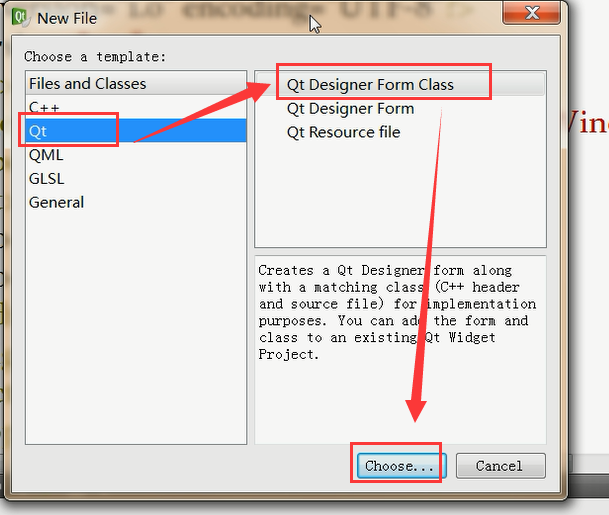 New File
Choose a template:
Files and Classes
C++
Qt
QML
GLSL
General
Qt Designer Form Class
Qt Designer Form
Qt Resource file
Creates a Qt Designer form along
with a matching class (C++ header
and source file) for implementation
purposes. You can add the form and
class to an existing Qt Widget
Project.
Choose...
Cancel